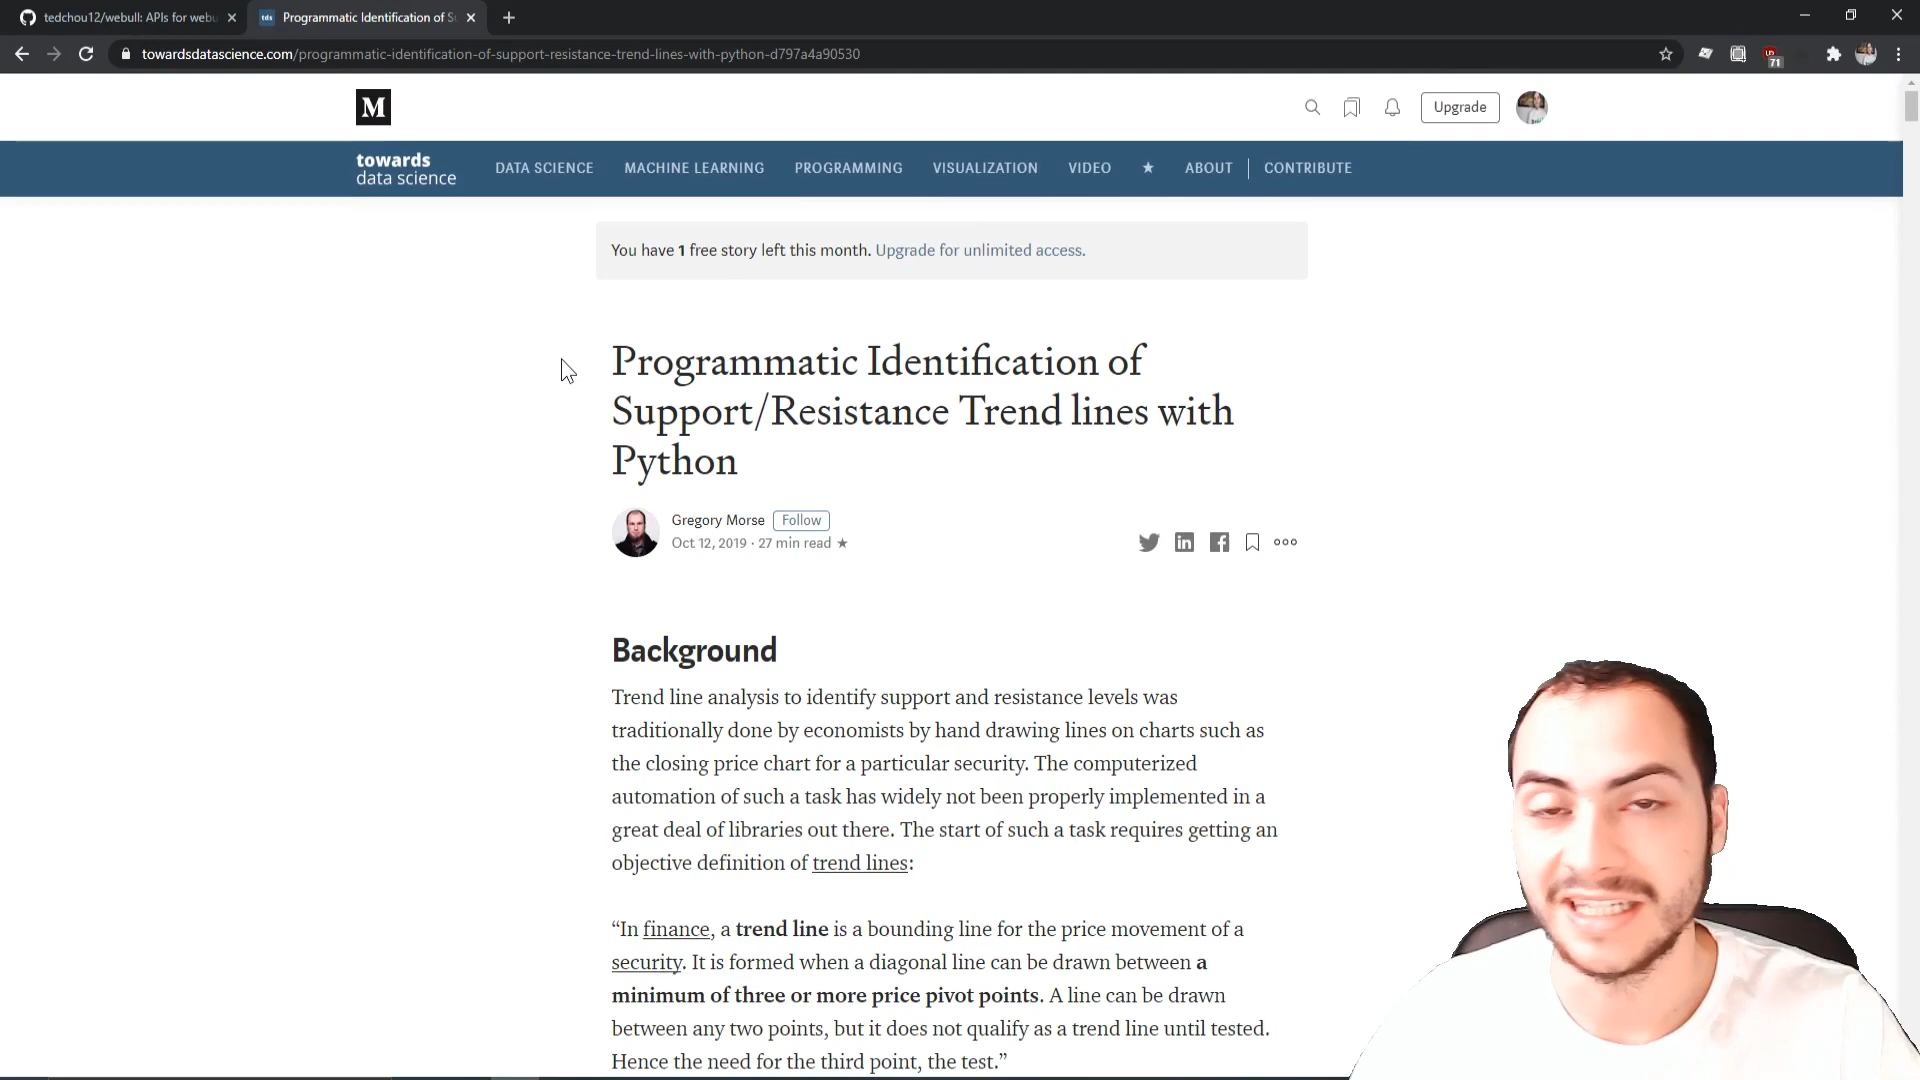 tedchou12/webull: APIs for webu
Programmatic Identification of S
towardsdatascience.com/programmatic-identification-of-support-resistance-trend-lines-with-python-d797a4a90530
71
M
Upgrade
towards
data science
DATA SCIENCE
MACHINE LEARNING
PROGRAMMING
VISUALIZATION
VIDEO
★
ABOUT
CONTRIBUTE
You have 1 free story left this month. Upgrade for unlimited access.
Programmatic Identification of
Support/Resistance Trend lines with
Python
Gregory Morse Follow
Oct 12, 2019 · 27 min read ★
Background
Trend line analysis to identify support and resistance levels was
traditionally done by economists by hand drawing lines on charts such as
the closing price chart for a particular security. The computerized
automation of such a task has widely not been properly implemented in a
great deal of libraries out there. The start of such a task requires getting an
objective definition of trend lines:
“In finance, a trend line is a bounding line for the price movement of a
security. It is formed when a diagonal line can be drawn between a
minimum of three or more price pivot points. A line can be drawn
between any two points, but it does not qualify as a trend line until tested.
Hence the need for the third point, the test.”